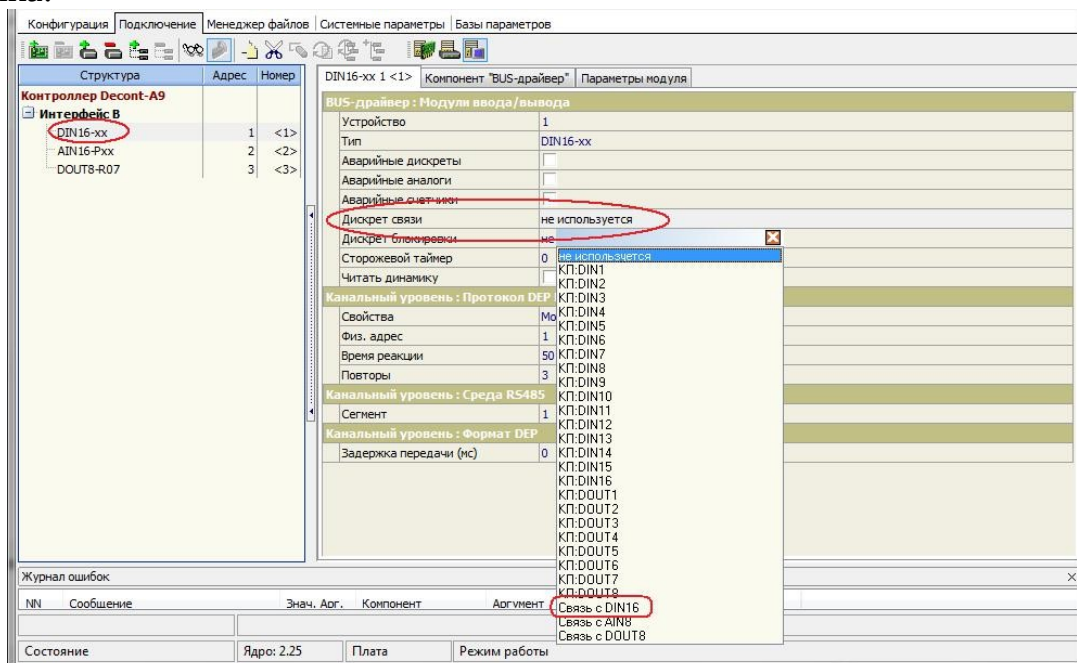 Конфигурация Подключение Менеджер файлов Системные параметры Базы параметров
Структура Адрес Номер
Контроллер Decont-A9
Интерфейс В
DIN16-xx 1 <1>
AIN16-Pxx 2 <2>
DOUT8-R07 3 <3>
DIN16-xx 1 <1> Компонент "BUS-драйвер" Параметры модуля
BUS-драйвер : Модули ввода/вывода
Устройство 1
Тип DIN16-xx
Аварийные дискреты
Аварийные аналоги
Аварийные счетчики
Дискрет связи не используется
Дискрет блокировки не
Сторожевой таймер 0
Читать динамику
Канальный уровень : Протокол DEP
Свойства Мо
Физ. адрес 1
Время реакции 50
Повторы 3
Канальный уровень : Среда RS485
Сегмент 1
Канальный уровень : Формат DEP
Задержка передачи (мс) 0
не используется
КП:DIN1
КП:DIN2
КП:DIN3
КП:DIN4
КП:DIN5
КП:DIN6
КП:DIN7
КП:DIN8
КП:DIN9
КП:DIN10
КП:DIN11
КП:DIN12
КП:DIN13
КП:DIN14
КП:DIN15
КП:DIN16
КП:DOUT1
КП:DOUT2
КП:DOUT3
КП:DOUT4
КП:DOUT5
КП:DOUT6
КП:DOUT7
КП:DOUT8
Связь с DIN16
Связь с AIN8
Связь с DOUT8
Журнал ошибок
NN Сообщение Знач. Арг. Компонент Аргумент
Состояние Ядро: 2.25 Плата Режим работы